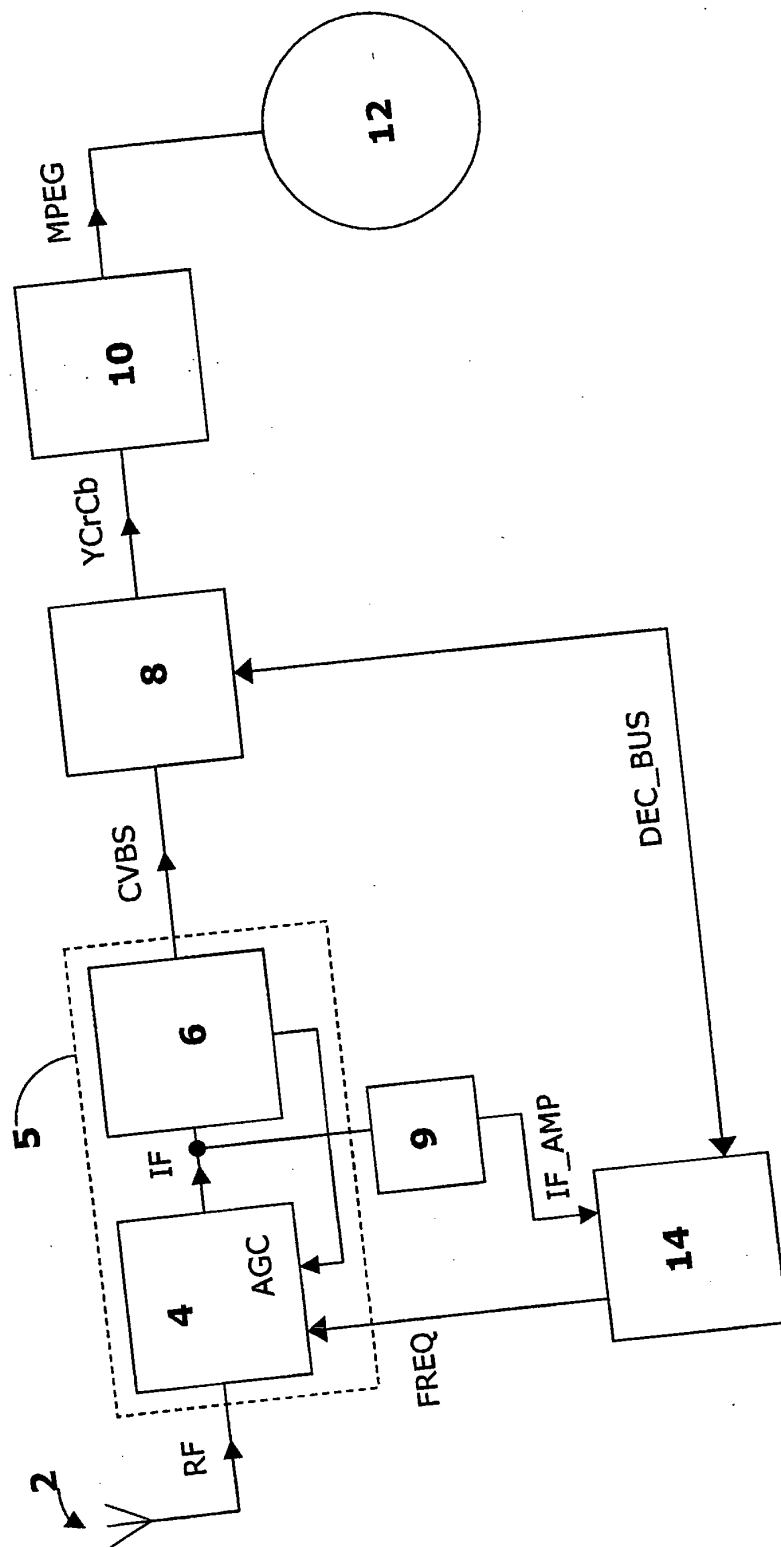 2
RF
4
AGC
IF
5
6
CVBS
8
YCrCb
10
MPEG
12
9
IF_AMP
FREQ
14
DEC_BUS